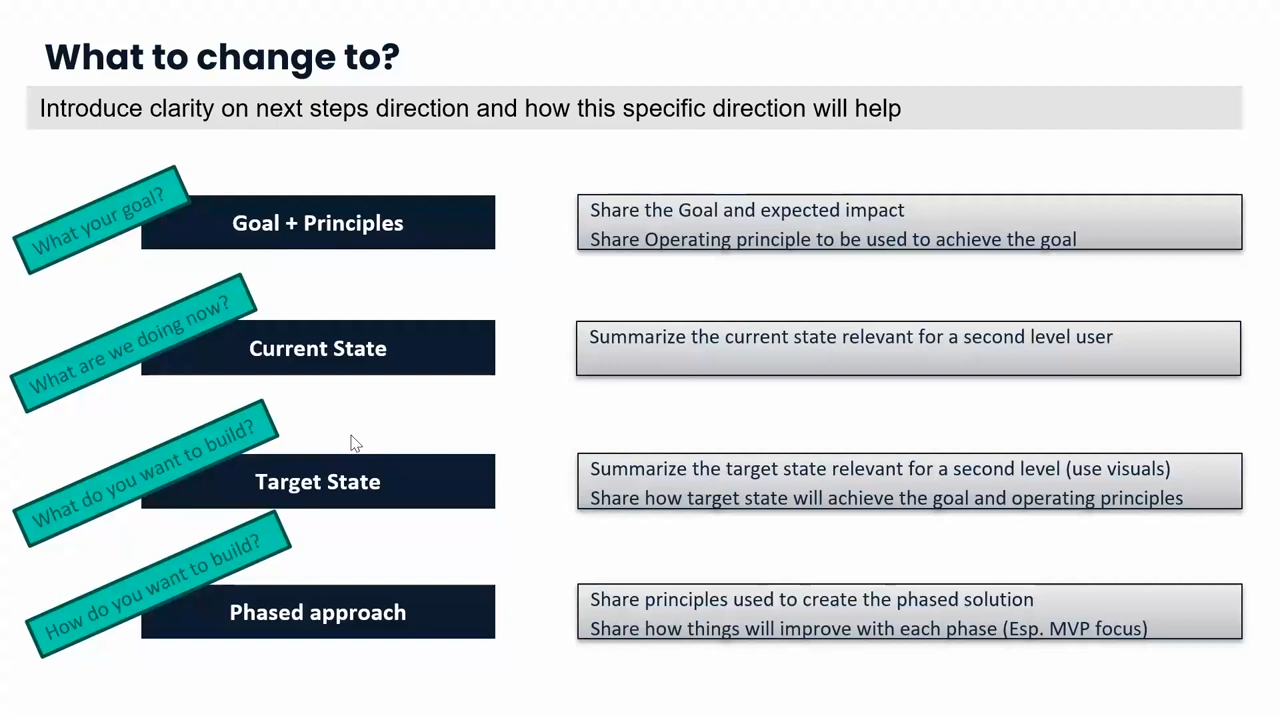 What to change to?
Introduce clarity on next steps direction and how this specific direction will help
What your goal?
Goal + Principles
Share the Goal and expected impact
Share Operating principle to be used to achieve the goal
What are we doing now?
Current State
Summarize the current state relevant for a second level user
What do you want to build?
Target State
Summarize the target state relevant for a second level (use visuals)
Share how target state will achieve the goal and operating principles
How do you want to build?
Phased approach
Share principles used to create the phased solution
Share how things will improve with each phase (Esp. MVP focus)